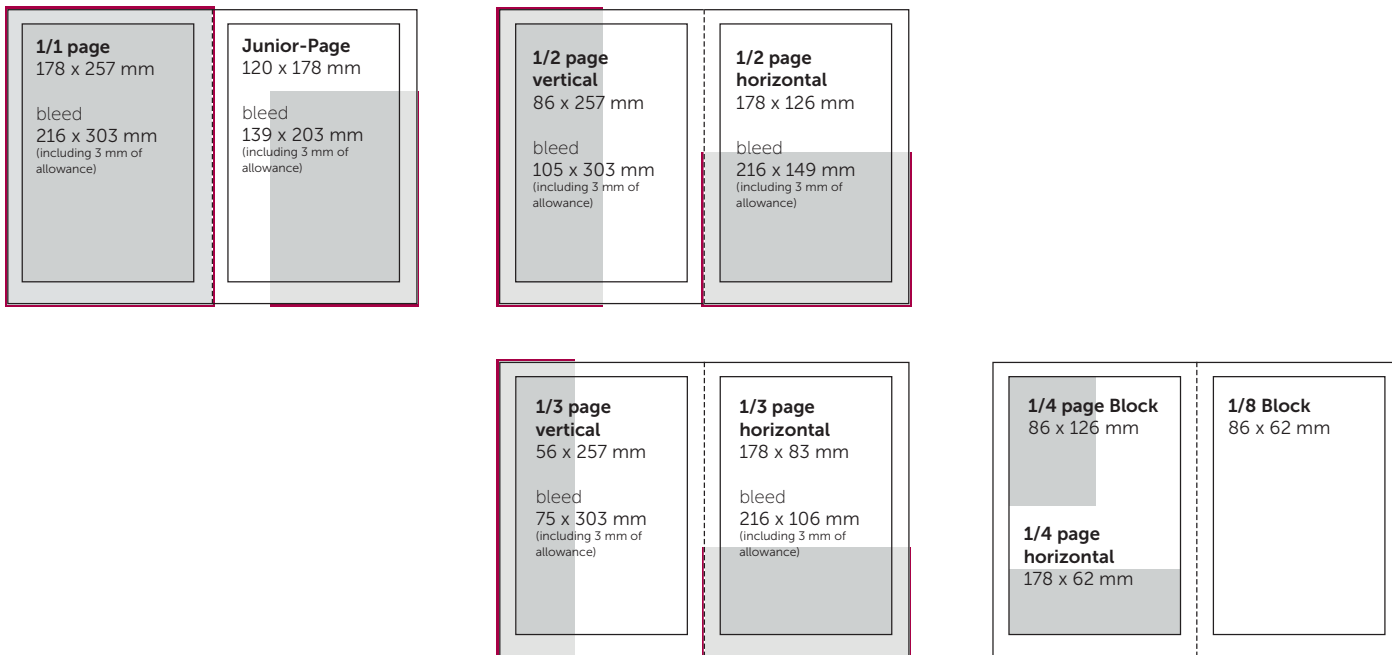 1/1 page
178 x 257 mm
bleed
216 x 303 mm
(including 3 mm of
allowance)
Junior-Page
120 x 178 mm
bleed
139 x 203 mm
(including 3 mm of
allowance)
1/2 page
vertical
86 x 257 mm
bleed
105 x 303 mm
(including 3 mm of
allowance)
1/2 page
horizontal
178 x 126 mm
bleed
216 x 149 mm
(including 3 mm of
allowance)
1/3 page
vertical
56 x 257 mm
bleed
75 x 303 mm
(including 3 mm of
allowance)
1/3 page
horizontal
178 x 83 mm
bleed
216 x 106 mm
(including 3 mm of
allowance)
1/4 page Block
86 x 126 mm
1/4 page
horizontal
178 x 62 mm
1/8 Block
86 x 62 mm